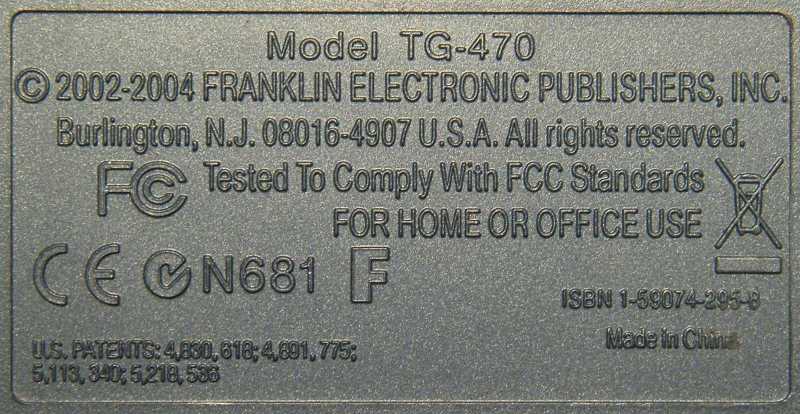 Model TG-470
© 2002-2004 FRANKLIN ELECTRONIC PUBLISHERS, INC.
Burlington, N.J. 08016-4907 U.S.A. All rights reserved.
FCC Tested To Comply With FCC Standards
FOR HOME OR OFFICE USE
CE N681 F
ISBN 1-59074-295-8
Made in China
U.S. PATENTS: 4,830,618; 4,891,775;
5,113,340; 5,218,536